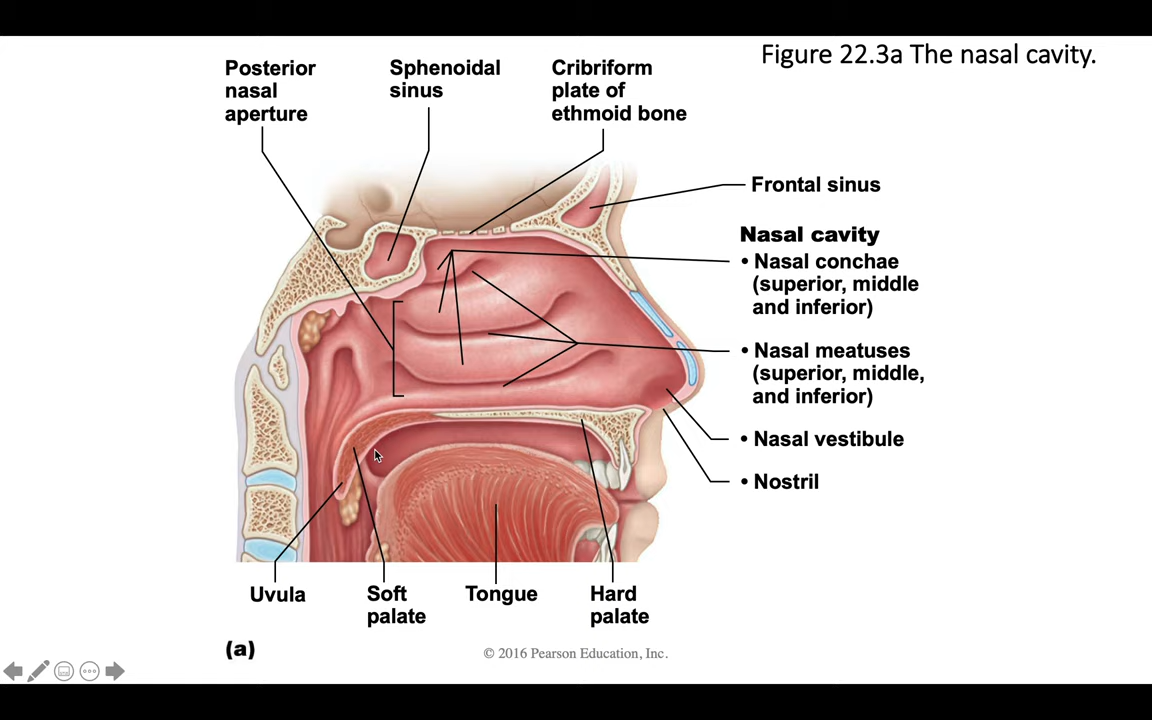 Figure 22.3a The nasal cavity.
Posterior
nasal
aperture
Sphenoidal
sinus
Cribriform
plate of
ethmoid bone
Frontal sinus
Nasal cavity
• Nasal conchae
(superior, middle
and inferior)
• Nasal meatuses
(superior, middle,
and inferior)
• Nasal vestibule
• Nostril
Uvula
Soft
palate
Tongue
Hard
palate
(a)
© 2016 Pearson Education, Inc.